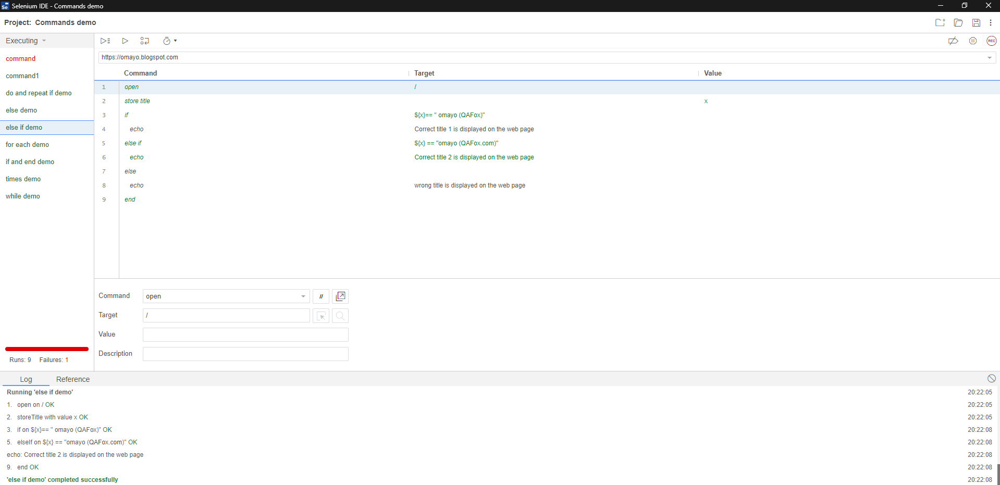 Se Selenium IDE - Commands demo
Project: Commands demo
Executing
command
command1
do and repeat if demo
else demo
else if demo
for each demo
if and end demo
times demo
while demo
Runs: 9 Failures: 1
REC
https://omayo.blogspot.com
Command Target Value
1 open /
2 store title x
3 if ${x}== " omayo (QAFox)"
4 echo Correct title 1 is displayed on the web page
5 else if ${x} == "omayo (QAFox.com)"
6 echo Correct title 2 is displayed on the web page
7 else
8 echo wrong title is displayed on the web page
9 end
Command open //
Target /
Value
Description
Log Reference
Running 'else if demo' 20:22:05
1. open on / OK 20:22:05
2. storeTitle with value x OK 20:22:05
3. if on ${x}== " omayo (QAFox)" OK 20:22:08
5. elseIf on ${x} == "omayo (QAFox.com)" OK 20:22:08
echo: Correct title 2 is displayed on the web page 20:22:08
9. end OK 20:22:08
'else if demo' completed successfully 20:22:08